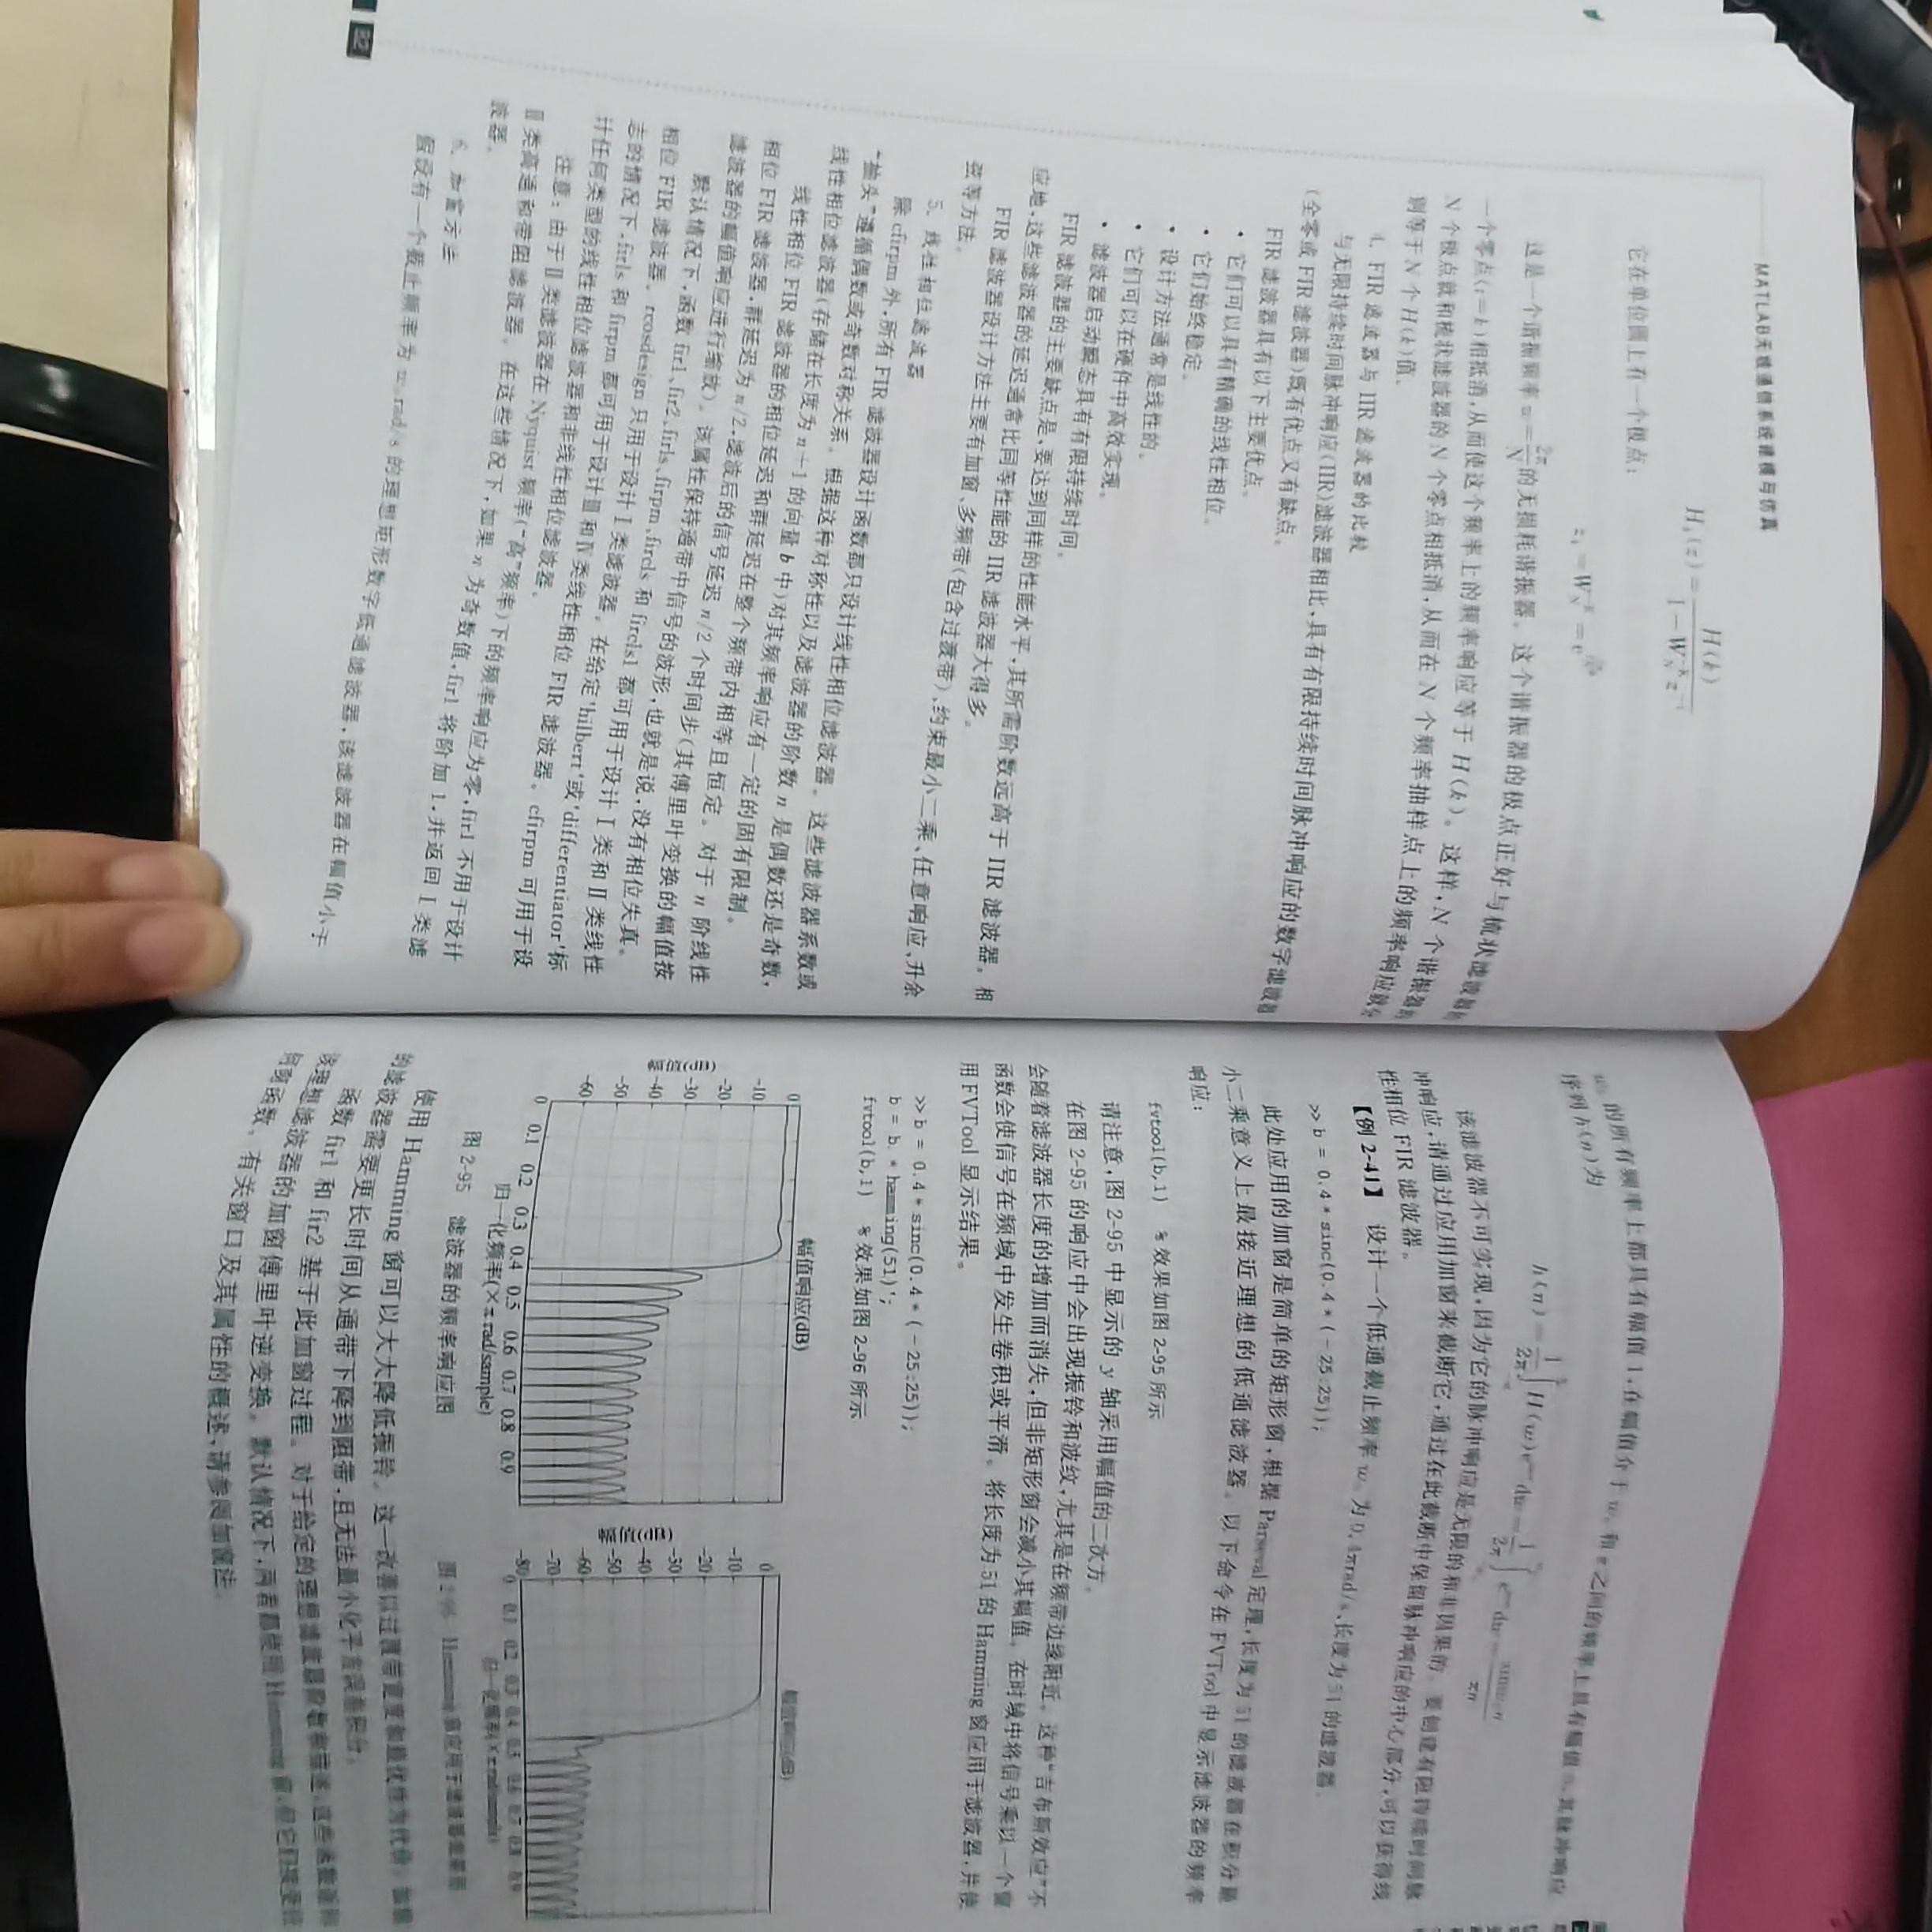 MATLAB无线通信系统建模与仿真
H_k(z)=H(k)/(1-W_N^{-k}z^{-1})
它在单位圆上有一个极点：
z_k=W_N^{-k}=e
这是一个谐振频率 w=2π/N 的无损耗谐振器。这个谐振器的极点正好与梳状滤波器的
一个零点(i=k)相抵消,从而使这个频率上的频率响应等于 H(k)。这样,N 个谐振器的
N 个极点就和梳状滤波器的 N 个零点相抵消,从而在 N 个频率抽样点上的频率响应就分
别等于 N 个 H(k)值。
4. FIR 滤波器与 IIR 滤波器的比较
与无限持续时间脉冲响应(IIR)滤波器相比,具有有限持续时间脉冲响应的数字滤波器
(全零或 FIR 滤波器)既有优点又有缺点。
FIR 滤波器具有以下主要优点。
• 它们可以具有精确的线性相位。
• 它们始终稳定。
• 设计方法通常是线性的。
• 它们可以在硬件中高效实现。
• 滤波器启动瞬态具有有限持续时间。
FIR 滤波器的主要缺点是,要达到同样的性能水平,其所需阶数远高于 IIR 滤波器。相
应地,这些滤波器的延迟通常比同等性能的 IIR 滤波器大得多。
FIR 滤波器设计方法主要有加窗、多频带(包含过渡带)、约束最小二乘、任意响应、升余
弦等方法。
5. 线性相位滤波器
除 cfirpm 外,所有 FIR 滤波器设计函数都只设计线性相位滤波器。这些滤波器系数或
“抽头”遵循偶数或奇数对称关系。根据这种对称性以及滤波器的阶数 n 是偶数还是奇数,
线性相位滤波器(存储在长度为 n+1 的向量 b 中)对其频率响应有一定的固有限制。
线性相位 FIR 滤波器的相位延迟和群延迟在整个频带内相等且恒定。对于 n 阶线性
相位 FIR 滤波器,群延迟为 n/2,滤波后的信号延迟 n/2 个时间步(其傅里叶变换的幅值按
滤波器的幅值响应进行缩放)。该属性保持通带中信号的波形,也就是说,没有相位失真。
默认情况下,函数 fir1、fir2、firls、firpm、fircls 和 fircls1 都可用于设计Ⅰ类和Ⅱ类线性
相位 FIR 滤波器。rcosdesign 只用于设计Ⅰ类滤波器。在给定'hilbert'或'differentiator'标
志的情况下,firls 和 firpm 都可用于设计Ⅲ和Ⅳ类线性相位 FIR 滤波器。cfirpm 可用于设
计任何类型的线性相位滤波器和非线性相位滤波器。
注意：由于Ⅱ类滤波器在 Nyquist 频率(“高”频率)下的频率响应为零,fir1 不用于设计
Ⅱ类高通和带阻滤波器。在这些情况下,如果 n 为奇数值,fir1 将阶加 1,并返回Ⅰ类滤
波器。
6. 加窗方法
假设有一个截止频率为 w₀rad/s 的理想矩形数字低通滤波器,该滤波器在幅值小于
52
w₀ 的所有频率上都具有幅值 1,在幅值介于 w₀ 和 π 之间的频率上具有幅值 0,其脉冲响应
序列 h(n)为
h(n)=1/2π∫H(w)e dw=1/2π∫e dw=sinw₀n/πn
该滤波器不可实现,因为它的脉冲响应是无限的和非因果的。要创建有限持续时间脉
冲响应,请通过应用加窗来截断它,通过在此截断中保留脉冲响应的中心部分,可以获得线
性相位 FIR 滤波器。
【例 2-41】 设计一个低通截止频率 w₀ 为 0.4πrad/s、长度为 51 的滤波器。
>> b = 0.4 * sinc(0.4 * ( - 25:25));
此处应用的加窗是简单的矩形窗,根据 Parseval 定理,长度为 51 的滤波器在积分最
小二乘意义上最接近理想的低通滤波器。以下命令在 FVTool 中显示滤波器的频率
响应：
fvtool(b,1) % 效果如图 2-95 所示
请注意,图 2-95 中显示的 y 轴采用幅值的二次方。
在图 2-95 的响应中会出现振铃和波纹,尤其是在频带边缘附近。这种“吉布斯效应”不
会随着滤波器长度的增加而消失,但非矩形窗会减小其幅值。在时域中将信号乘以一个窗
函数会使信号在频域中发生卷积或平滑。将长度为 51 的 Hamming 窗应用于滤波器,并使
用 FVTool 显示结果。
>> b = 0.4 * sinc(0.4 * ( - 25:25));
b = b. * hamming(51)';
fvtool(b,1) % 效果如图 2-96 所示
幅值响应(dB)
幅值(dB)
0
-10
-20
-30
-40
-50
-60
0 0.1 0.2 0.3 0.4 0.5 0.6 0.7 0.8 0.9
归一化频率(×π rad/sample)
图 2-95 滤波器的频率响应图
幅值响应(dB)
幅值(dB)
0
-10
-20
-30
-40
-50
-60
-70
-80
0 0.1 0.2 0.3 0.4 0.5 0.6 0.7 0.8 0.9
归一化频率(×π rad/sample)
图 2-96 Hamming 窗应用于滤波器效果图
使用 Hamming 窗可以大大降低振铃。这一改善以过渡带宽度和最优性为代价：加窗
的滤波器需要更长时间从通带下降到阻带,且无法最小化平方误差积分。
函数 fir1 和 fir2 基于此加窗过程。对于给定的理想滤波器阶数和描述,这些函数返回
该理想滤波器的加窗傅里叶逆变换。默认情况下,两者都使用 Hamming 窗,但它们接受任
何窗函数。有关窗口及其属性的概述,请参阅加窗法。